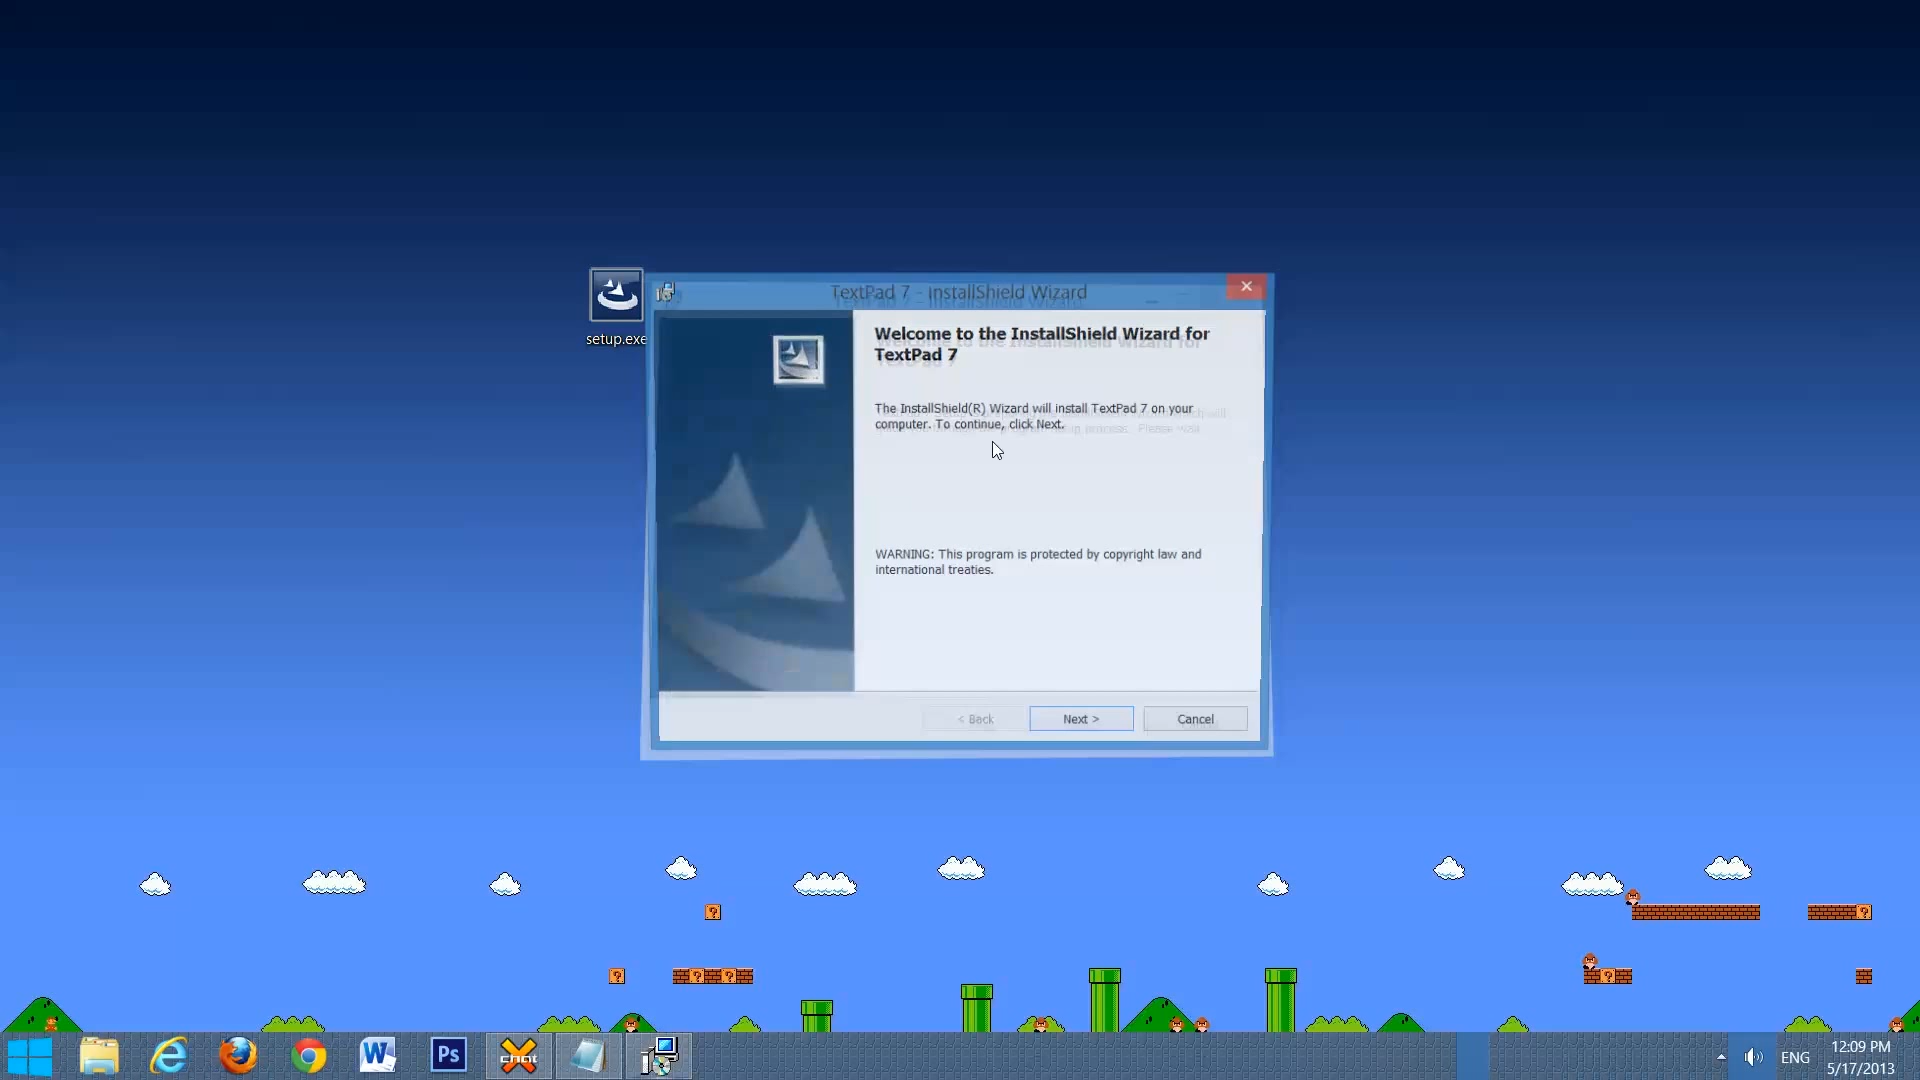 setup.exe
TextPad 7 - InstallShield Wizard
Welcome to the InstallShield Wizard for
TextPad 7
The InstallShield(R) Wizard will install TextPad 7 on your
computer. To continue, click Next.
WARNING: This program is protected by copyright law and
international treaties.
< Back
Next >
Cancel
Ps
chat
ENG
12:09 PM
5/17/2013